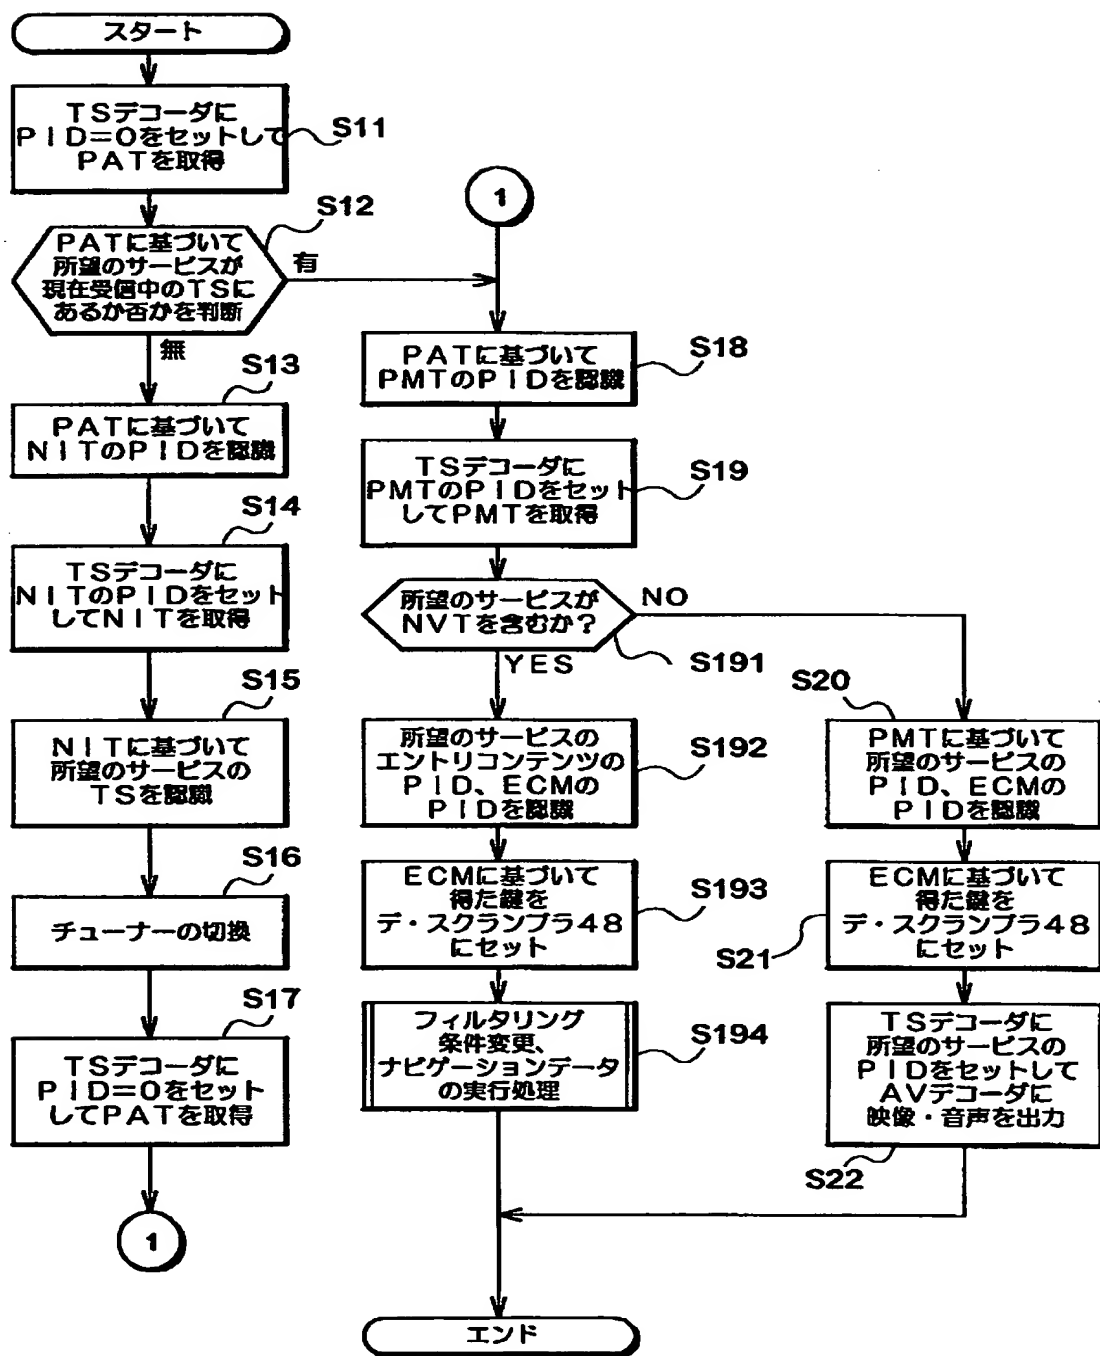 スタート
TSデコーダに
PID=0をセットして
PATを取得
S11
S12
PATに基づいて
所望のサービスが
現在受信中のTSに
あるか否かを判断
有
無
S13
PATに基づいて
NITのPIDを認識
S14
TSデコーダに
NITのPIDをセット
してNITを取得
S15
NITに基づいて
所望のサービスの
TSを認識
S16
チューナーの切換
S17
TSデコーダに
PID=0をセット
してPATを取得
1
1
PATに基づいて
PMTのPIDを認識
S18
TSデコーダに
PMTのPIDをセット
してPMTを取得
S19
所望のサービスが
NVTを含むか?
NO
S191
YES
所望のサービスの
エントリコンテンツの
PID、ECMの
PIDを認識
S192
ECMに基づいて
得た鍵を
デ・スクランブラ48
にセット
S193
フィルタリング
条件変更、
ナビゲーションデータ
の実行処理
S194
S20
PMTに基づいて
所望のサービスの
PID、ECMの
PIDを認識
ECMに基づいて
得た鍵を
デ・スクランブラ48
にセット
S21
TSデコーダに
所望のサービスの
PIDをセットして
AVデコーダに
映像・音声を出力
S22
エンド